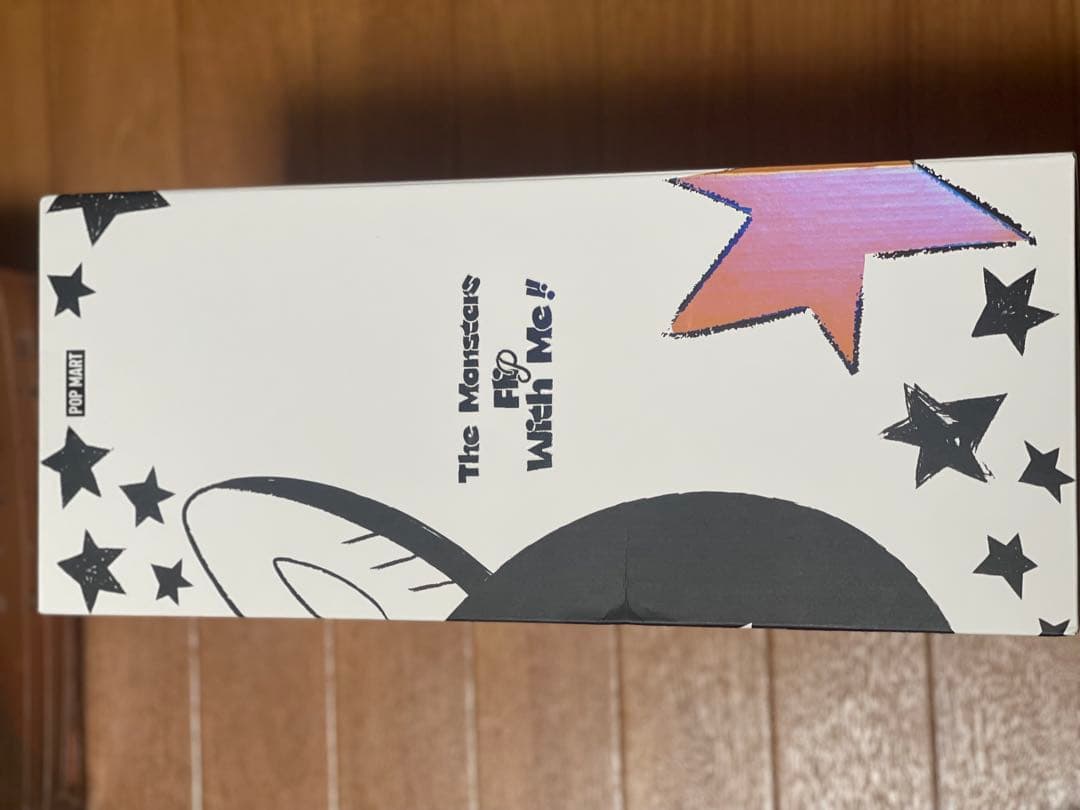 POP MART
The Monsters
Flip
With Me!!